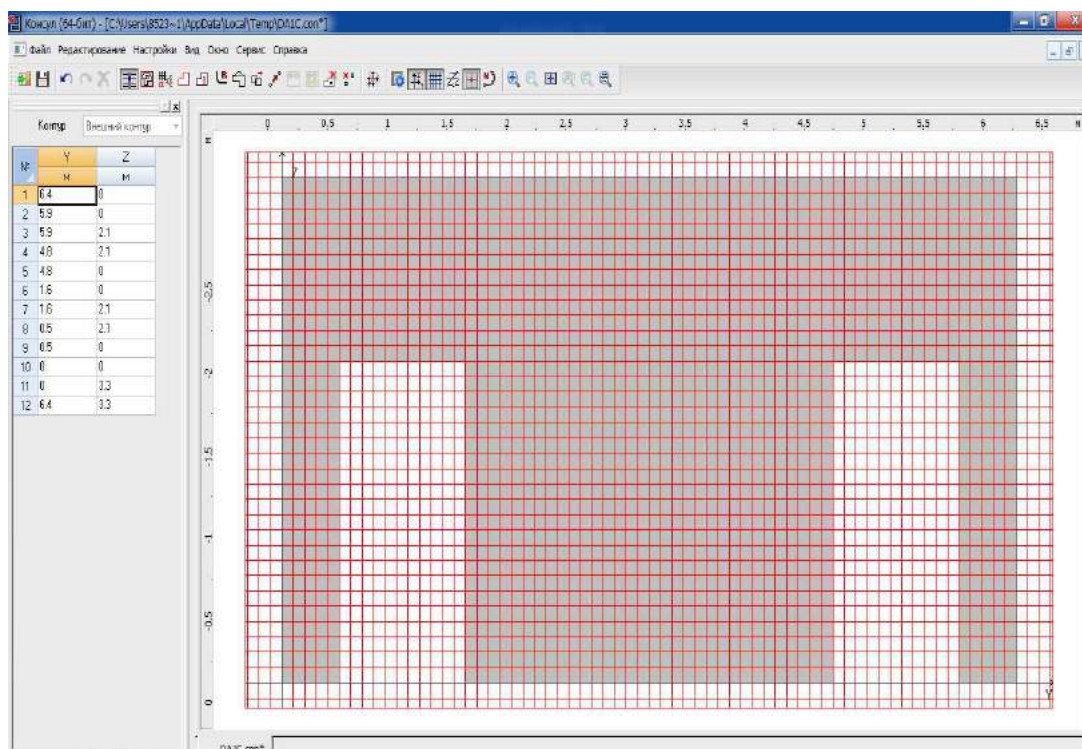 Консул (64-бит) - [C:\Users\8523~1\AppData\Local\Temp\DA1C.con*]
Файл Редактирование Настройки Вид Окно Сервис Справка
Контур Внешний контур
№ Y Z
м м
1 6.4 0
2 5.9 0
3 5.9 2.1
4 4.8 2.1
5 4.8 0
6 1.6 0
7 1.6 2.1
8 0.5 2.1
9 0.5 0
10 0 0
11 0 3.3
12 6.4 3.3
0 0,5 1 1,5 2 2,5 3 3,5 4 4,5 5 5,5 6 6,5 м
м
-2,5
-2
-1,5
-1
-0,5
0
Z
Y
DA1C.con*